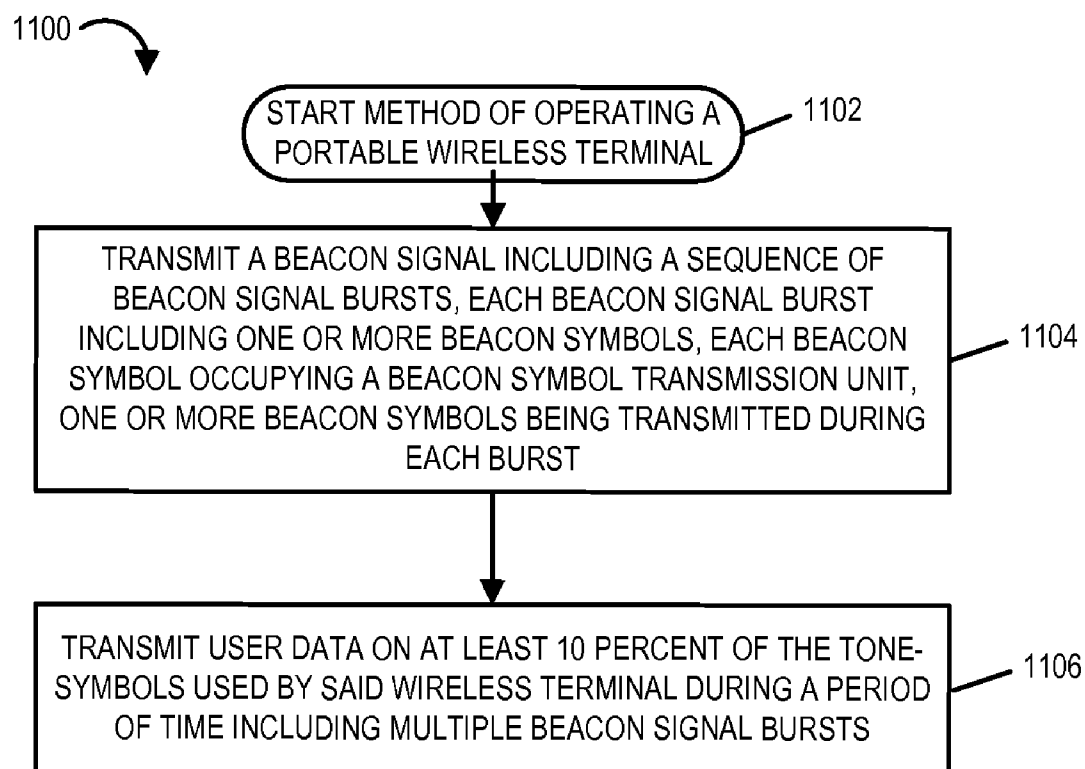 1100
START METHOD OF OPERATING A
PORTABLE WIRELESS TERMINAL
1102
TRANSMIT A BEACON SIGNAL INCLUDING A SEQUENCE OF
BEACON SIGNAL BURSTS, EACH BEACON SIGNAL BURST
INCLUDING ONE OR MORE BEACON SYMBOLS, EACH BEACON
SYMBOL OCCUPYING A BEACON SYMBOL TRANSMISSION UNIT,
ONE OR MORE BEACON SYMBOLS BEING TRANSMITTED DURING
EACH BURST
1104
TRANSMIT USER DATA ON AT LEAST 10 PERCENT OF THE TONE-
SYMBOLS USED BY SAID WIRELESS TERMINAL DURING A PERIOD
OF TIME INCLUDING MULTIPLE BEACON SIGNAL BURSTS
1106